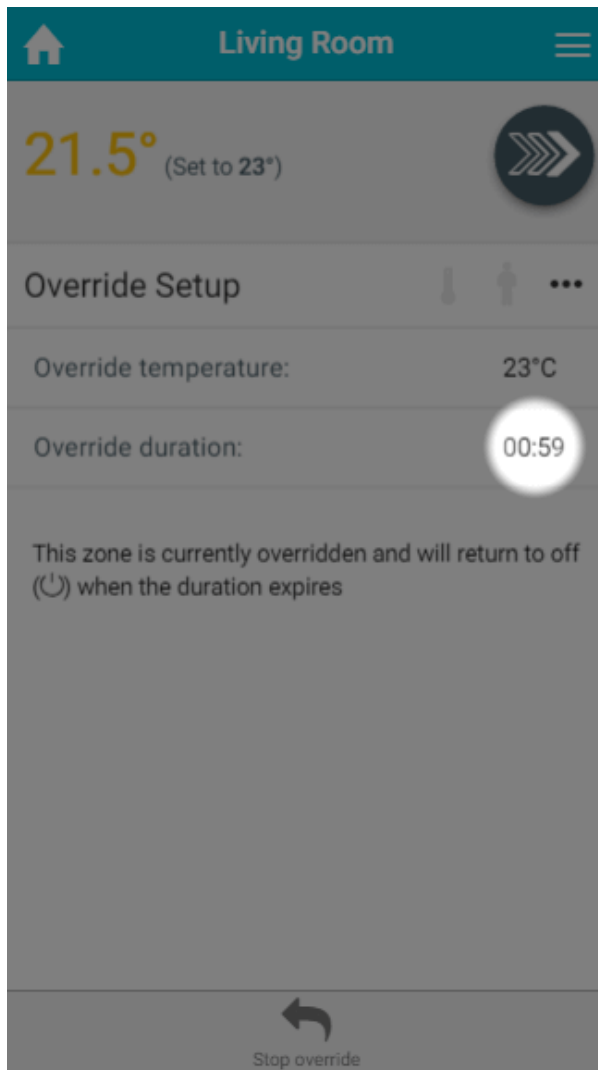 Living Room
21.5° (Set to 23°)
Override Setup
Override temperature: 23°C
Override duration: 00:59
This zone is currently overridden and will return to off
(⏻) when the duration expires
Stop override